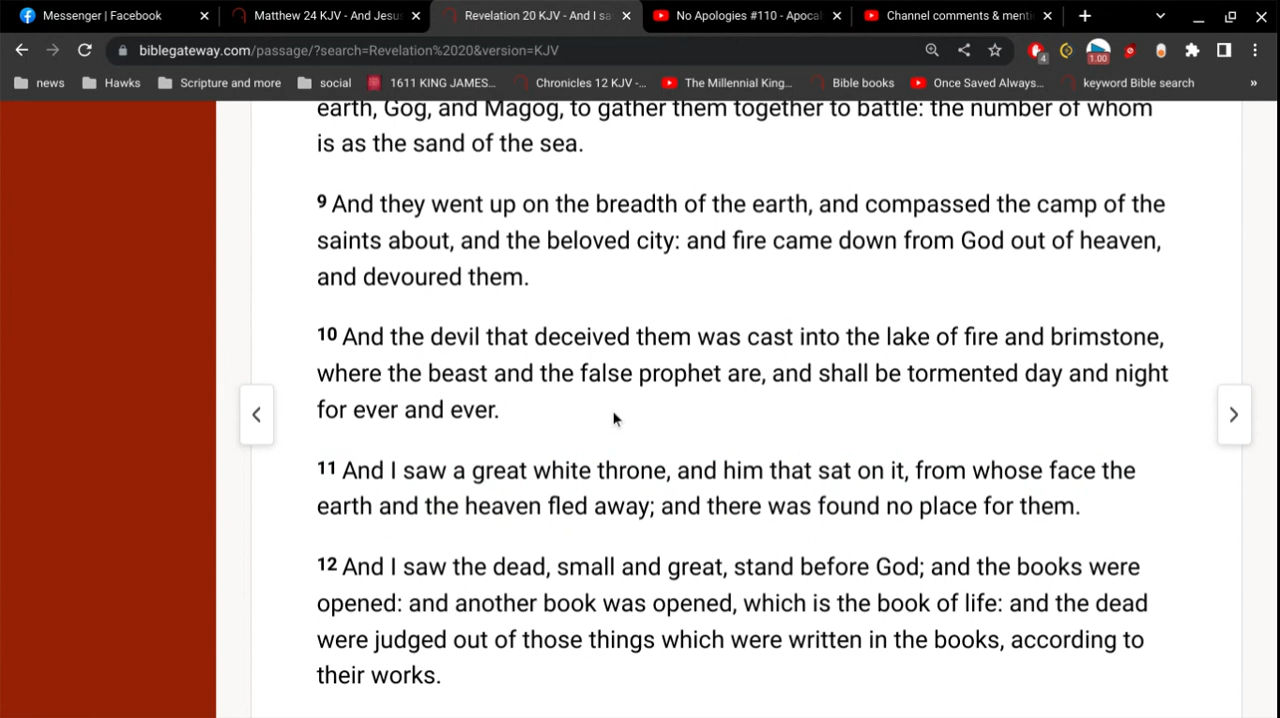 Messenger | Facebook
Matthew 24 KJV - And Jesus
Revelation 20 KJV - And I sa
No Apologies #110 - Apocal
Channel comments & menti
biblegateway.com/passage/?search=Revelation%2020&version=KJV
4
1.00
news
Hawks
Scripture and more
social
1611 KING JAMES...
Chronicles 12 KJV -...
The Millennial King...
Bible books
Once Saved Always...
keyword Bible search
»
earth, Gog, and Magog, to gather them together to battle: the number of whom
is as the sand of the sea.
9 And they went up on the breadth of the earth, and compassed the camp of the
saints about, and the beloved city: and fire came down from God out of heaven,
and devoured them.
10 And the devil that deceived them was cast into the lake of fire and brimstone,
where the beast and the false prophet are, and shall be tormented day and night
for ever and ever.
11 And I saw a great white throne, and him that sat on it, from whose face the
earth and the heaven fled away; and there was found no place for them.
12 And I saw the dead, small and great, stand before God; and the books were
opened: and another book was opened, which is the book of life: and the dead
were judged out of those things which were written in the books, according to
their works.